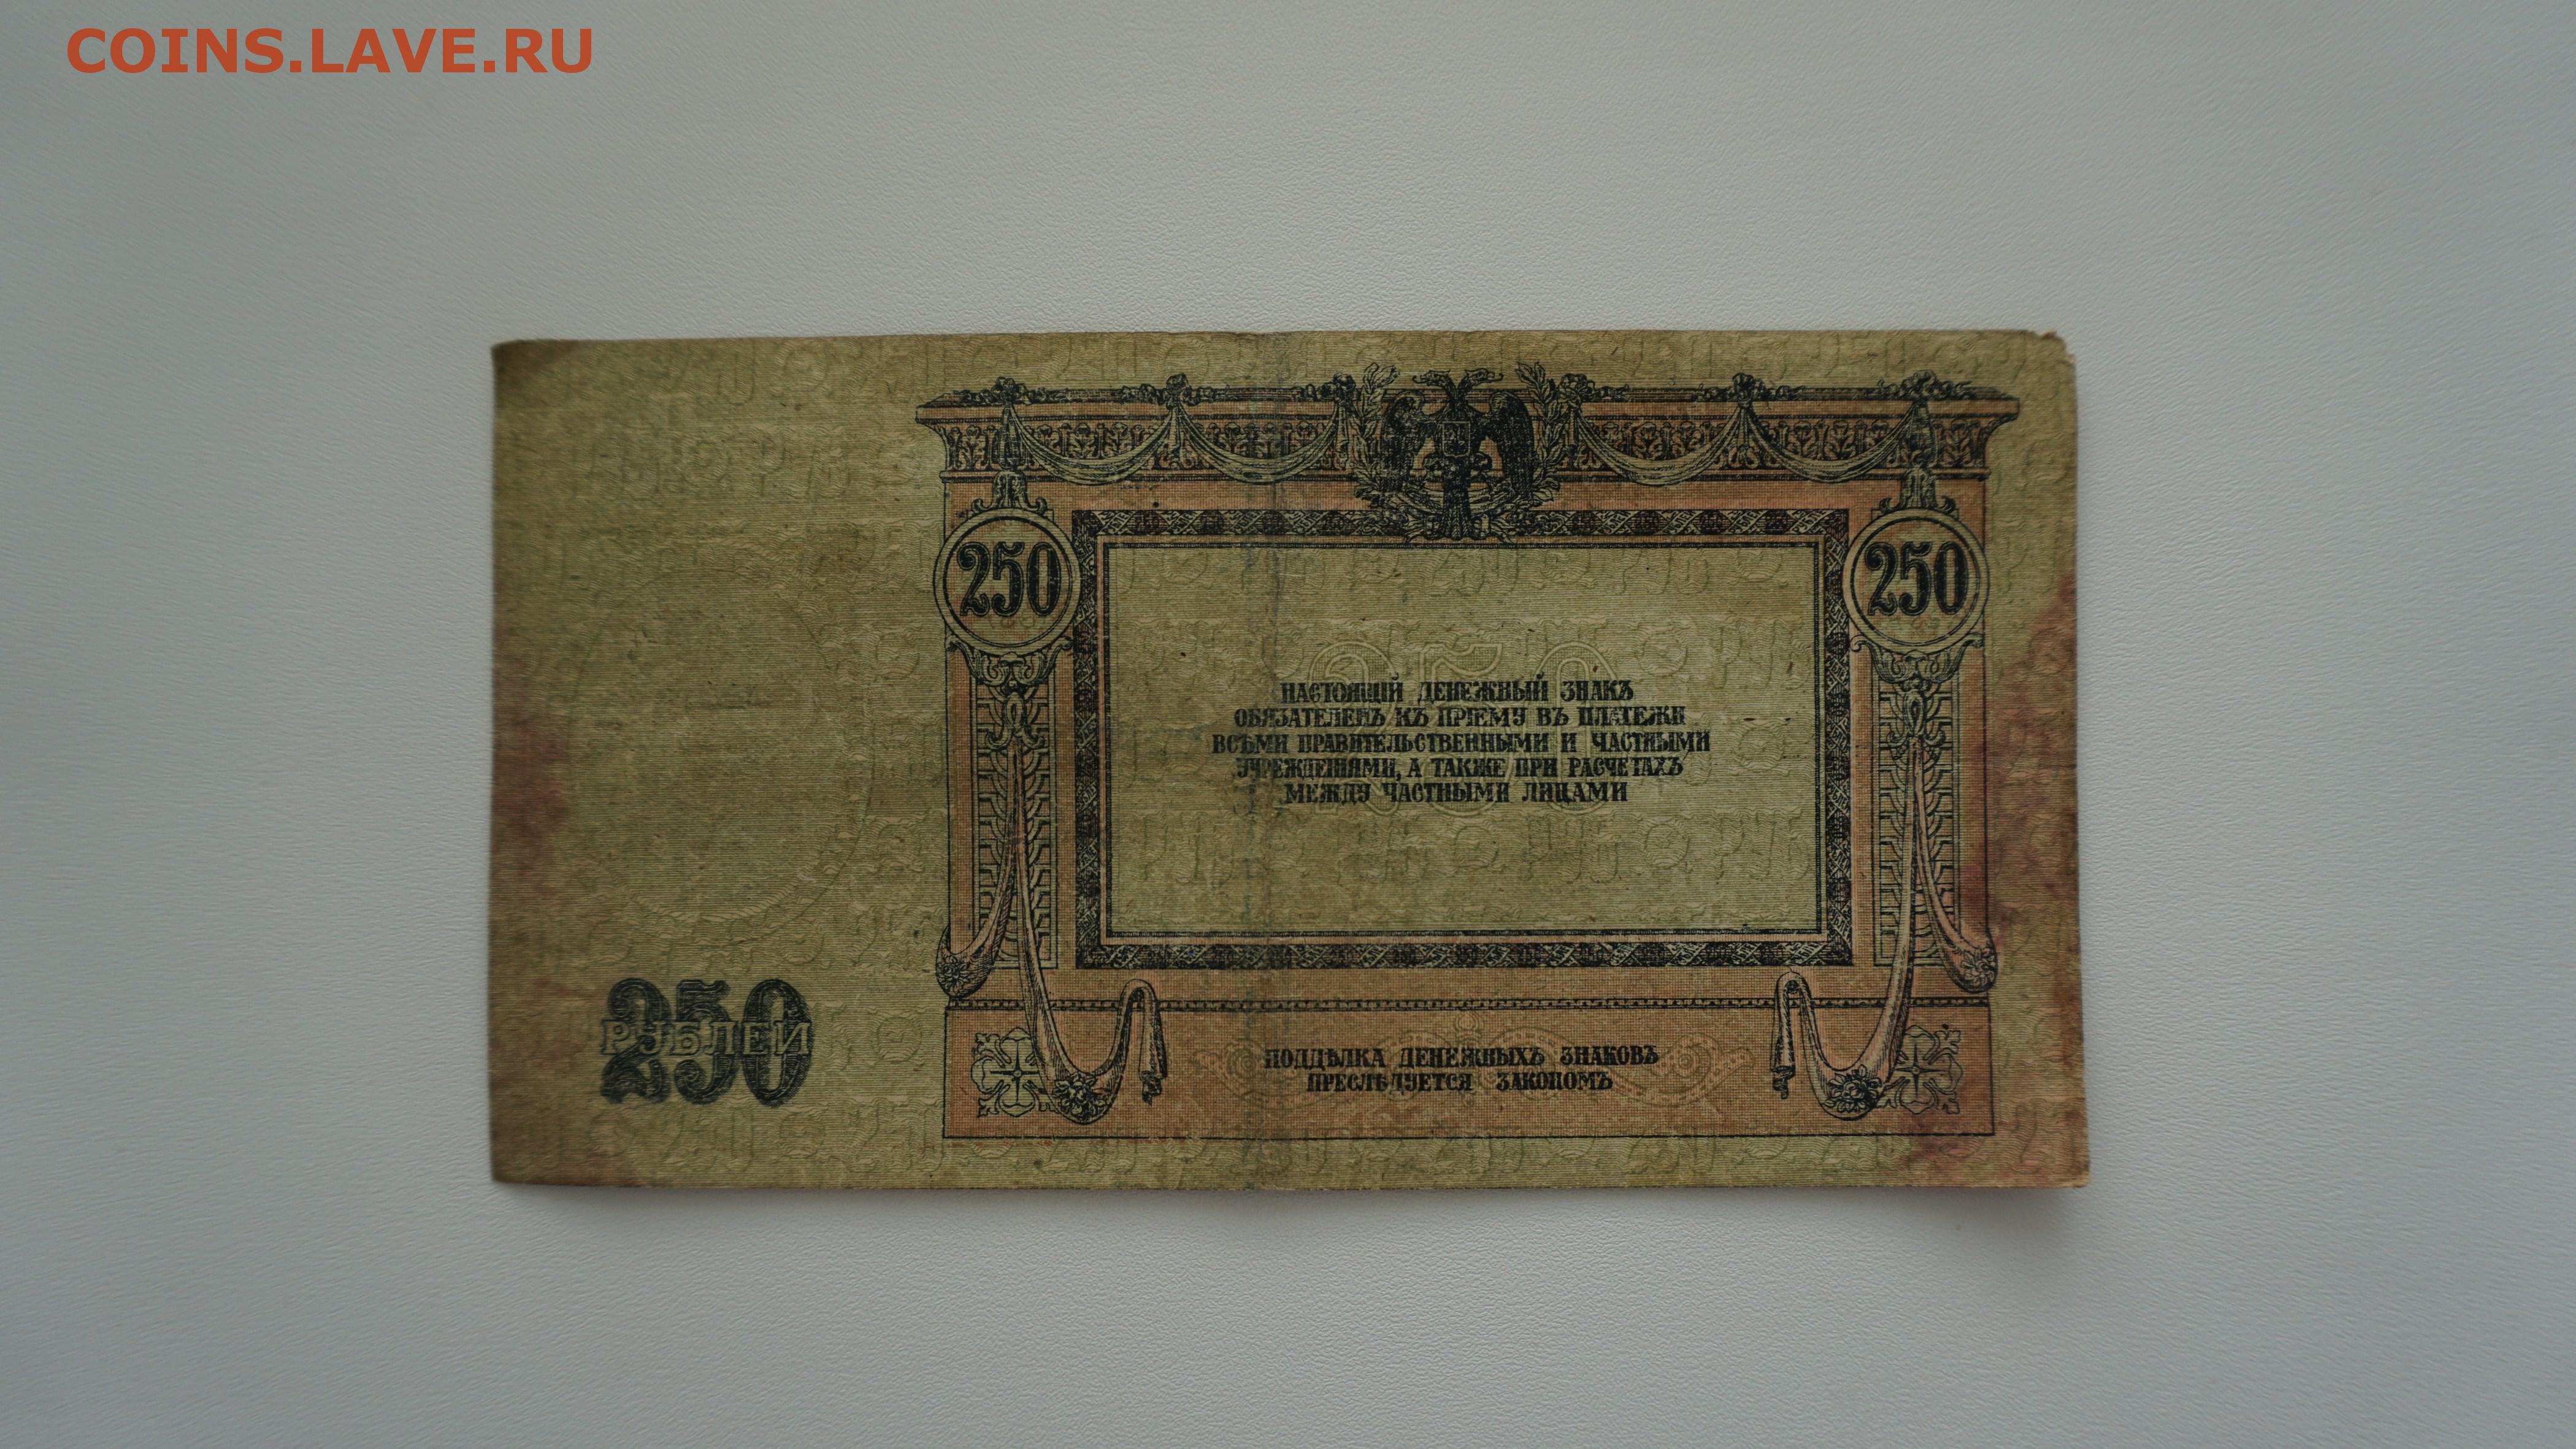 COINS.LAVE.RU
250
250
НАСТОЯЩІЙ ДЕНЕЖНЫЙ ЗНАКЪ
ОБЯЗАТЕЛЕНЪ КЪ ПРІЕМУ ВЪ ПЛАТЕЖИ
ВСѢМИ ПРАВИТЕЛЬСТВЕННЫМИ И ЧАСТНЫМИ
УЧРЕЖДЕНІЯМИ, А ТАКЖЕ ПРИ РАСЧЕТАХЪ
МЕЖДУ ЧАСТНЫМИ ЛИЦАМИ
250
250
РУБЛЕЙ
ПОДДѢЛКА ДЕНЕЖНЫХЪ ЗНАКОВЪ
ПРЕСЛѢДУЕТСЯ ЗАКОНОМЪ